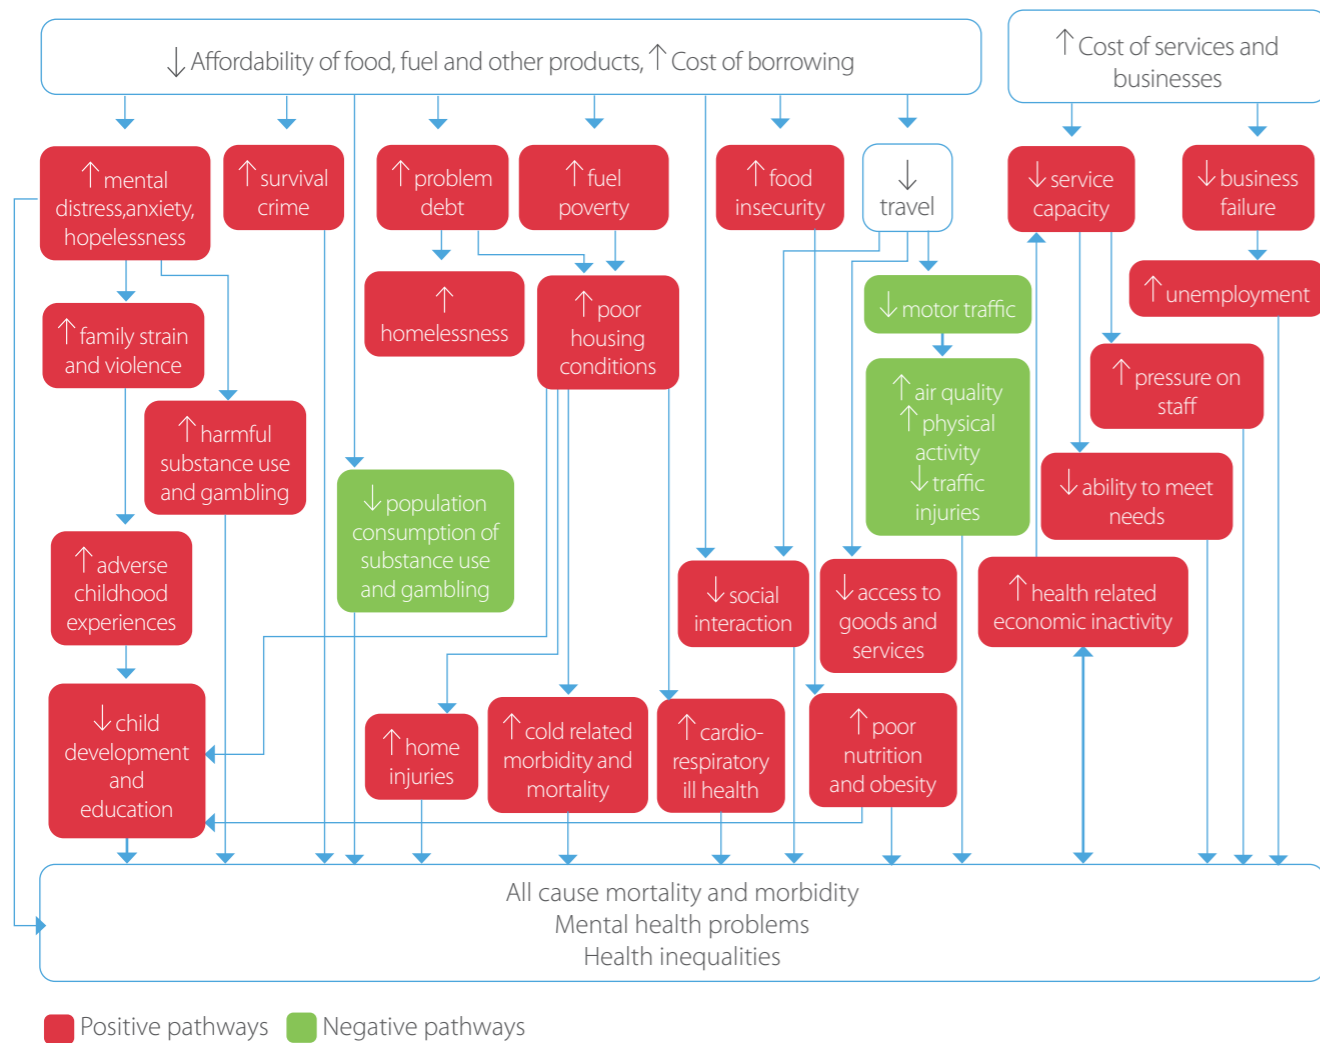 ↓ Affordability of food, fuel and other products, ↑ Cost of borrowing
↑ Cost of services and
businesses
↑ mental
distress,anxiety,
hopelessness
↑ survival
crime
↑ problem
debt
↑ fuel
poverty
↑ food
insecurity
↓
travel
↓ service
capacity
↓ business
failure
↑ family strain
and violence
↑
homelessness
↑ poor
housing
conditions
↓ motor traffic
↑ unemployment
↑ harmful
substance use
and gambling
↑ air quality
↑ physical
activity
↓ traffic
injuries
↑ pressure on
staff
↓ population
consumption of
substance use
and gambling
↓ ability to meet
needs
↑ adverse
childhood
experiences
↓ social
interaction
↓ access to
goods and
services
↑ health related
economic inactivity
↓ child
development
and
education
↑ home
injuries
↑ cold related
morbidity and
mortality
↑ cardio-
respiratory
ill health
↑ poor
nutrition
and obesity
All cause mortality and morbidity
Mental health problems
Health inequalities
Positive pathways
Negative pathways